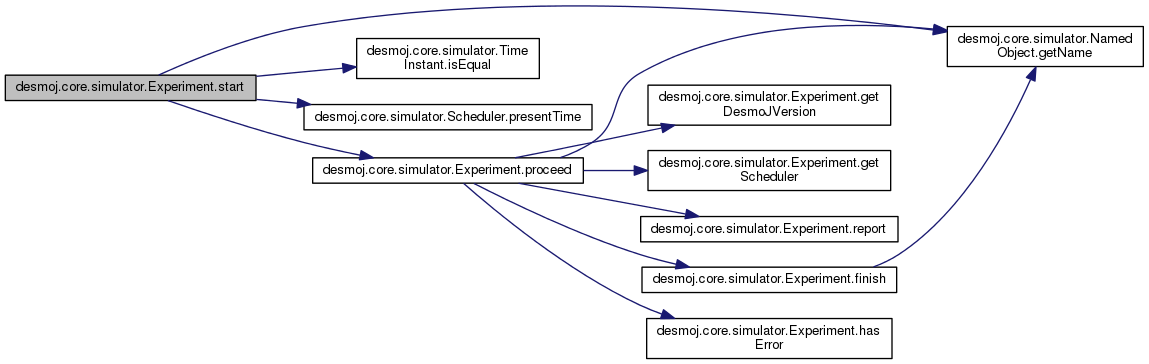 desmoj.core.simulator.Experiment.start
desmoj.core.simulator.Time
Instant.isEqual
desmoj.core.simulator.Scheduler.presentTime
desmoj.core.simulator.Experiment.proceed
desmoj.core.simulator.Named
Object.getName
desmoj.core.simulator.Experiment.get
DesmoJVersion
desmoj.core.simulator.Experiment.get
Scheduler
desmoj.core.simulator.Experiment.report
desmoj.core.simulator.Experiment.finish
desmoj.core.simulator.Experiment.has
Error